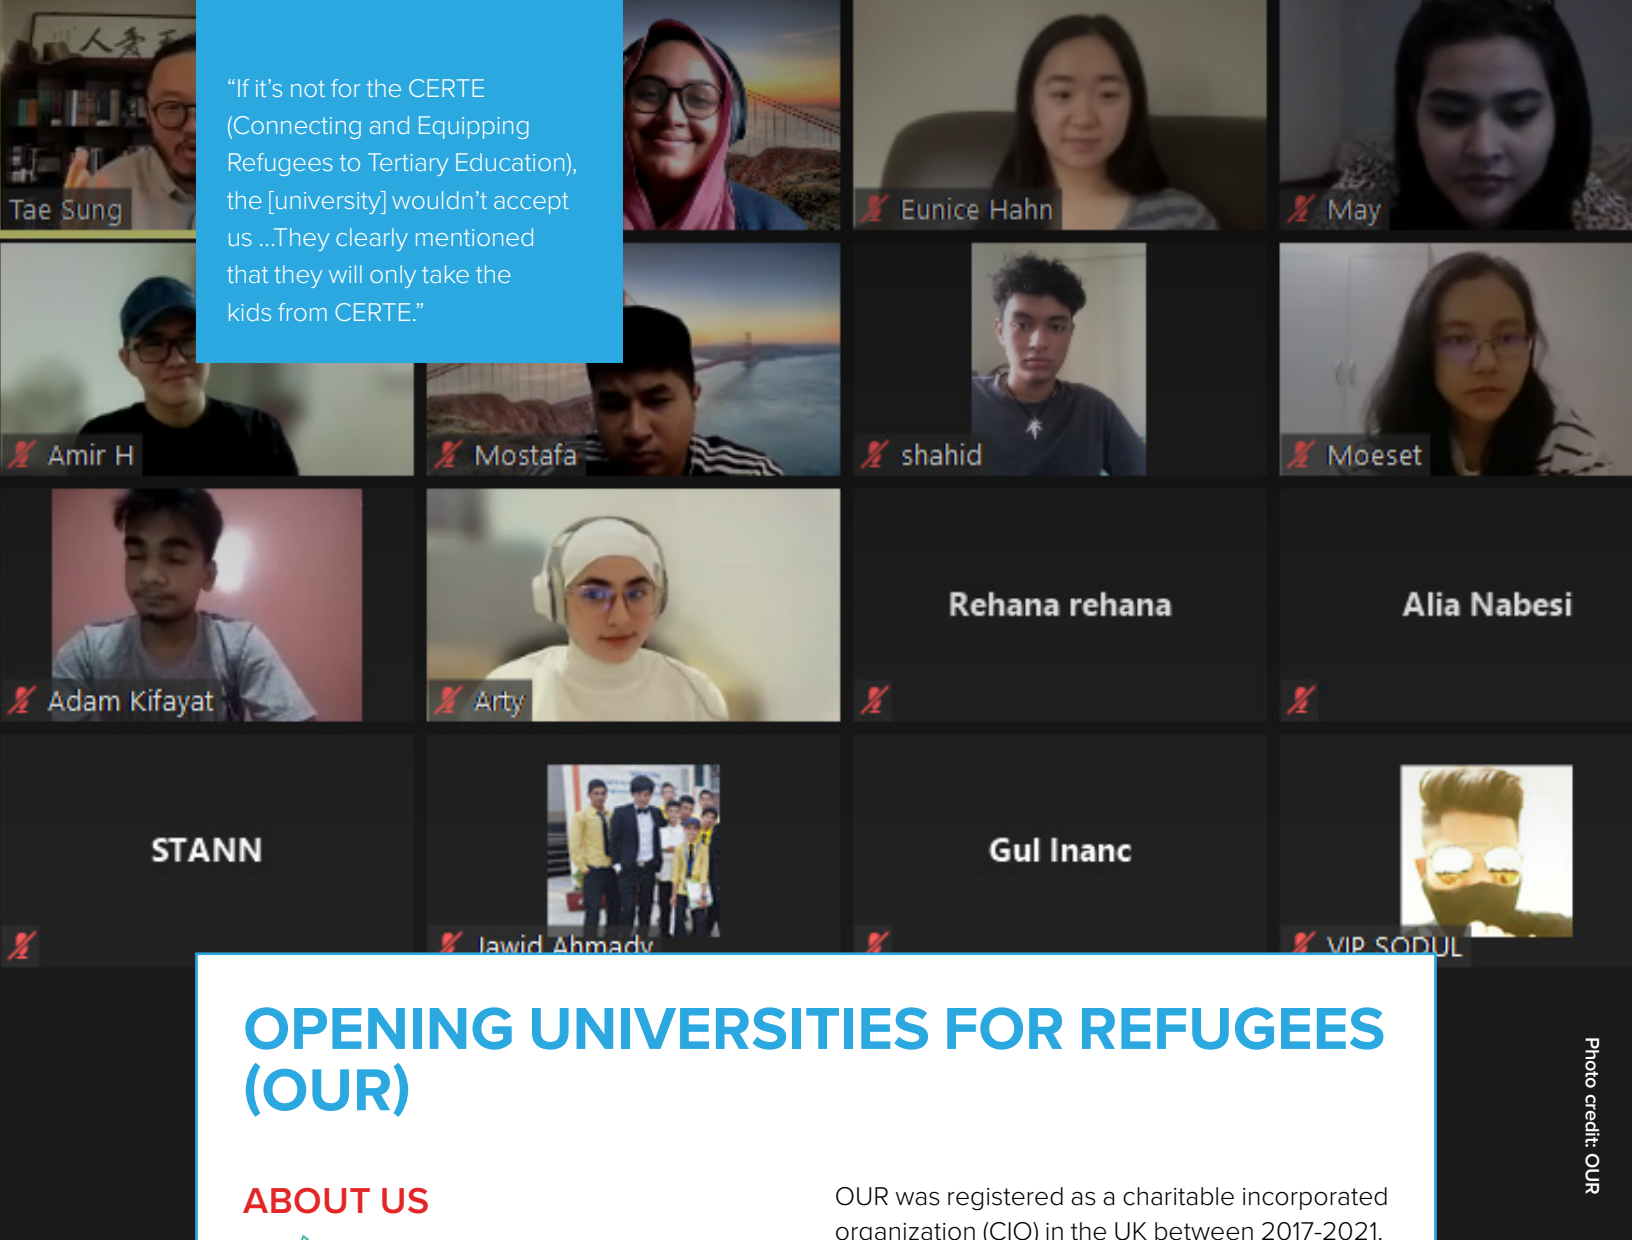 人愛
“If it’s not for the CERTE
(Connecting and Equipping
Refugees to Tertiary Education),
the [university] wouldn’t accept
us ...They clearly mentioned
that they will only take the
kids from CERTE.”
Tae Sung
Eunice Hahn
May
Amir H
Mostafa
shahid
Moeset
Adam Kifayat
Arty
Rehana rehana
Alia Nabesi
STANN
Jawid Ahmady
Gul Inanc
VIP SODUL
OPENING UNIVERSITIES FOR REFUGEES
(OUR)
Photo credit: OUR
ABOUT US
OUR was registered as a charitable incorporated
organization (CIO) in the UK between 2017-2021.